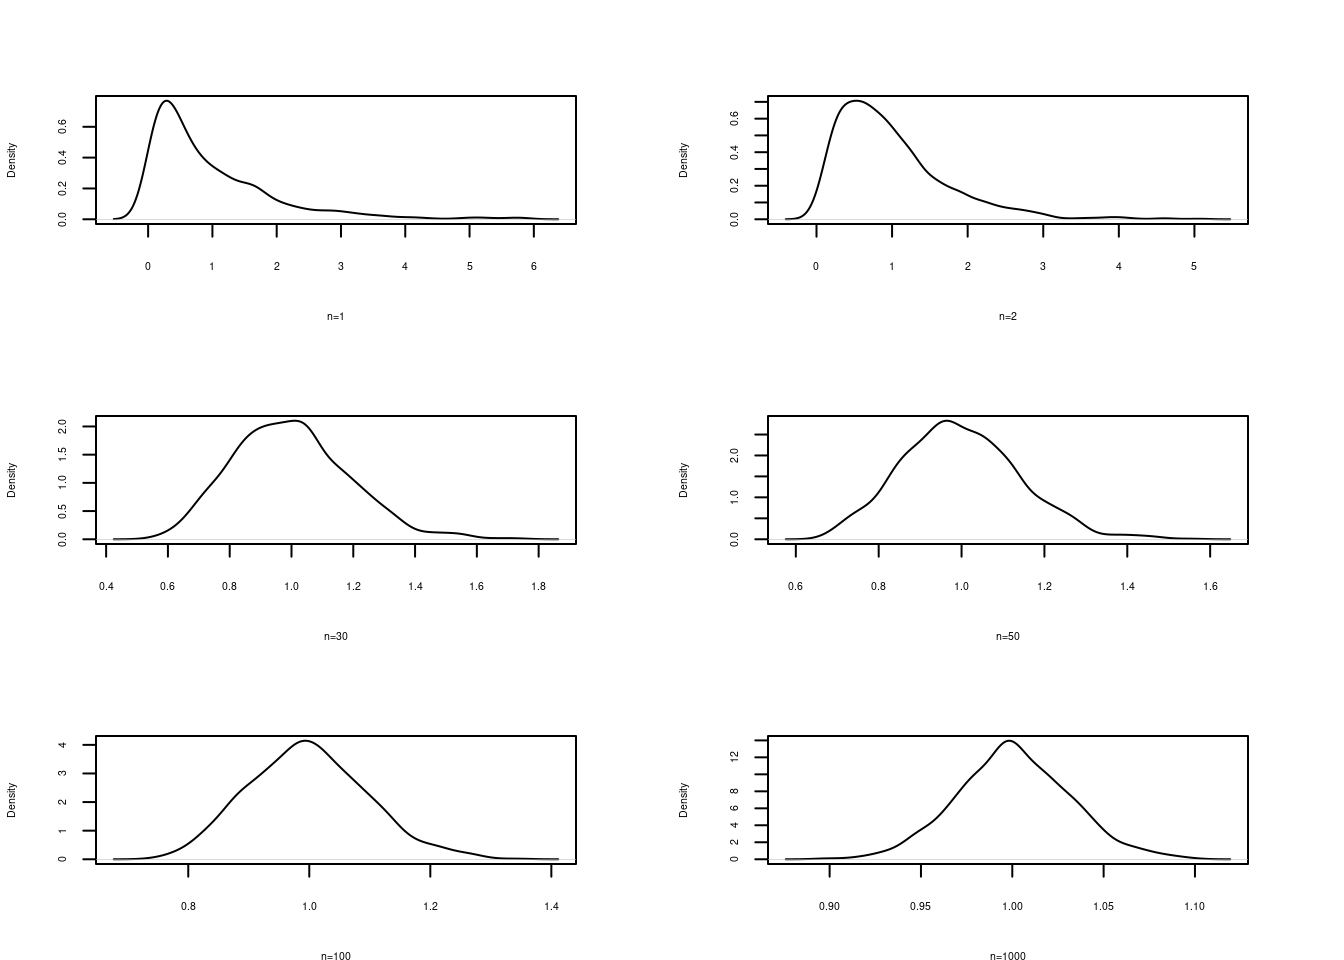 Density
0.0 0.2 0.4 0.6
0 1 2 3 4 5 6
n=1
Density
0.0 0.2 0.4 0.6
0 1 2 3 4 5
n=2
Density
0.0 0.5 1.0 1.5 2.0
0.4 0.6 0.8 1.0 1.2 1.4 1.6 1.8
n=30
Density
0.0 1.0 2.0
0.6 0.8 1.0 1.2 1.4 1.6
n=50
Density
0 1 2 3 4
0.8 1.0 1.2 1.4
n=100
Density
0 2 4 6 8 12
0.90 0.95 1.00 1.05 1.10
n=1000